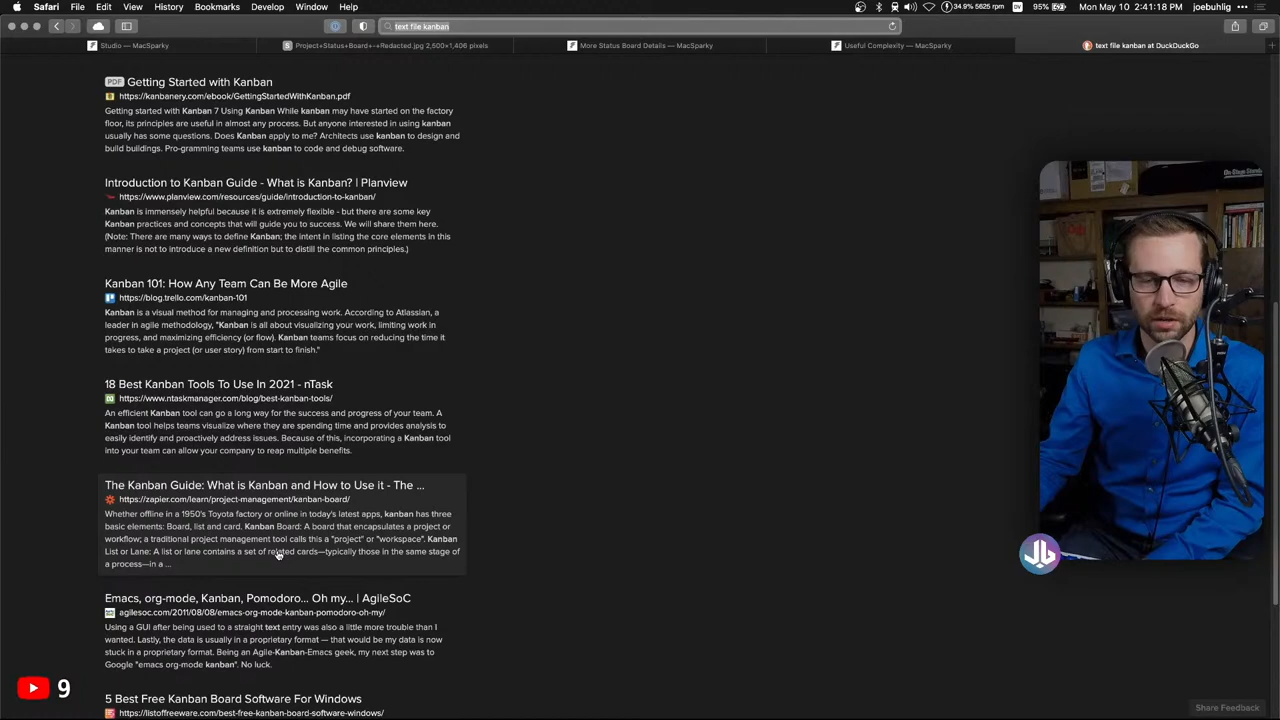 Safari File Edit View History Bookmarks Develop Window Help
34.9% 5625 rpm 95% Mon May 10 2:41:18 PM joebuhlig
text file kanban
Studio — MacSparky
Project+Status+Board+-+Redacted.jpg 2,500×1,406 pixels
More Status Board Details — MacSparky
Useful Complexity — MacSparky
text file kanban at DuckDuckGo
PDF Getting Started with Kanban
https://kanbanery.com/ebook/GettingStartedWithKanban.pdf
Getting started with Kanban 7 Using Kanban While kanban may have started on the factory
floor, its principles are useful in almost any process. But anyone interested in using kanban
usually has some questions. Does Kanban apply to me? Architects use kanban to design and
build buildings. Pro-gramming teams use kanban to code and debug software.
Introduction to Kanban Guide - What is Kanban? | Planview
https://www.planview.com/resources/guide/introduction-to-kanban/
Kanban is immensely helpful because it is extremely flexible - but there are some key
Kanban practices and concepts that will guide you to success. We will share them here.
(Note: There are many ways to define Kanban; the intent in listing the core elements in this
manner is not to introduce a new definition but to distill the common principles.)
Kanban 101: How Any Team Can Be More Agile
https://blog.trello.com/kanban-101
Kanban is a visual method for managing and processing work. According to Atlassian, a
leader in agile methodology, "Kanban is all about visualizing your work, limiting work in
progress, and maximizing efficiency (or flow). Kanban teams focus on reducing the time it
takes to take a project (or user story) from start to finish."
18 Best Kanban Tools To Use In 2021 - nTask
https://www.ntaskmanager.com/blog/best-kanban-tools/
An efficient Kanban tool can go a long way for the success and progress of your team. A
Kanban tool helps teams visualize where they are spending time and provides analysis to
easily identify and proactively address issues. Because of this, incorporating a Kanban tool
into your team can allow your company to reap multiple benefits.
The Kanban Guide: What is Kanban and How to Use it - The ...
https://zapier.com/learn/project-management/kanban-board/
Whether offline in a 1950's Toyota factory or online in today's latest apps, kanban has three
basic elements: Board, list and card. Kanban Board: A board that encapsulates a project or
workflow; a traditional project management tool calls this a "project" or "workspace". Kanban
List or Lane: A list or lane contains a set of related cards—typically those in the same stage of
a process—in a ...
Emacs, org-mode, Kanban, Pomodoro... Oh my... | AgileSoC
agilesoc.com/2011/08/08/emacs-org-mode-kanban-pomodoro-oh-my/
Using a GUI after being used to a straight text entry was also a little more trouble than I
wanted. Lastly, the data is usually in a proprietary format — that would be my data is now
stuck in a proprietary format. Being an Agile-Kanban-Emacs geek, my next step was to
Google "emacs org-mode kanban". No luck.
5 Best Free Kanban Board Software For Windows
https://listoffreeware.com/best-free-kanban-board-software-windows/
Jb
9
Share Feedback